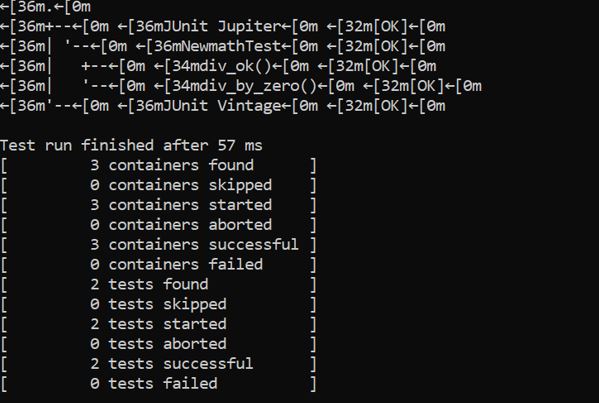 ←[36m.←[0m
←[36m+--←[0m ←[36mJUnit Jupiter←[0m ←[32m[OK]←[0m
←[36m| '--←[0m ←[36mNewmathTest←[0m ←[32m[OK]←[0m
←[36m|   +--←[0m ←[34mdiv_ok()←[0m ←[32m[OK]←[0m
←[36m|   '--←[0m ←[34mdiv_by_zero()←[0m ←[32m[OK]←[0m
←[36m'--←[0m ←[36mJUnit Vintage←[0m ←[32m[OK]←[0m

Test run finished after 57 ms
[         3 containers found      ]
[         0 containers skipped    ]
[         3 containers started    ]
[         0 containers aborted    ]
[         3 containers successful ]
[         0 containers failed     ]
[         2 tests found           ]
[         0 tests skipped         ]
[         2 tests started         ]
[         0 tests aborted         ]
[         2 tests successful      ]
[         0 tests failed          ]